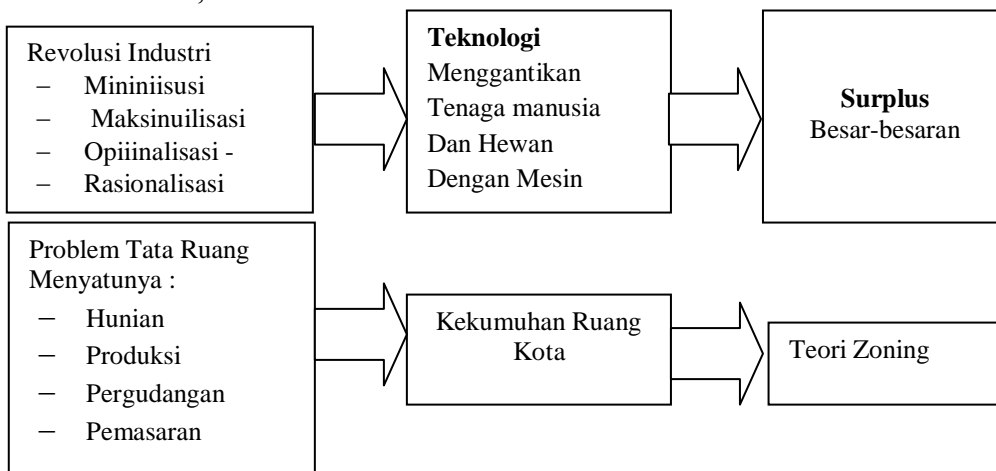 Revolusi Industri
– Mininiisusi
– Maksinuilisasi
– Opiiinalisasi -
– Rasionalisasi
Teknologi
Menggantikan
Tenaga manusia
Dan Hewan
Dengan Mesin
Surplus
Besar-besaran
Problem Tata Ruang
Menyatunya :
– Hunian
– Produksi
– Pergudangan
– Pemasaran
Kekumuhan Ruang
Kota
Teori Zoning